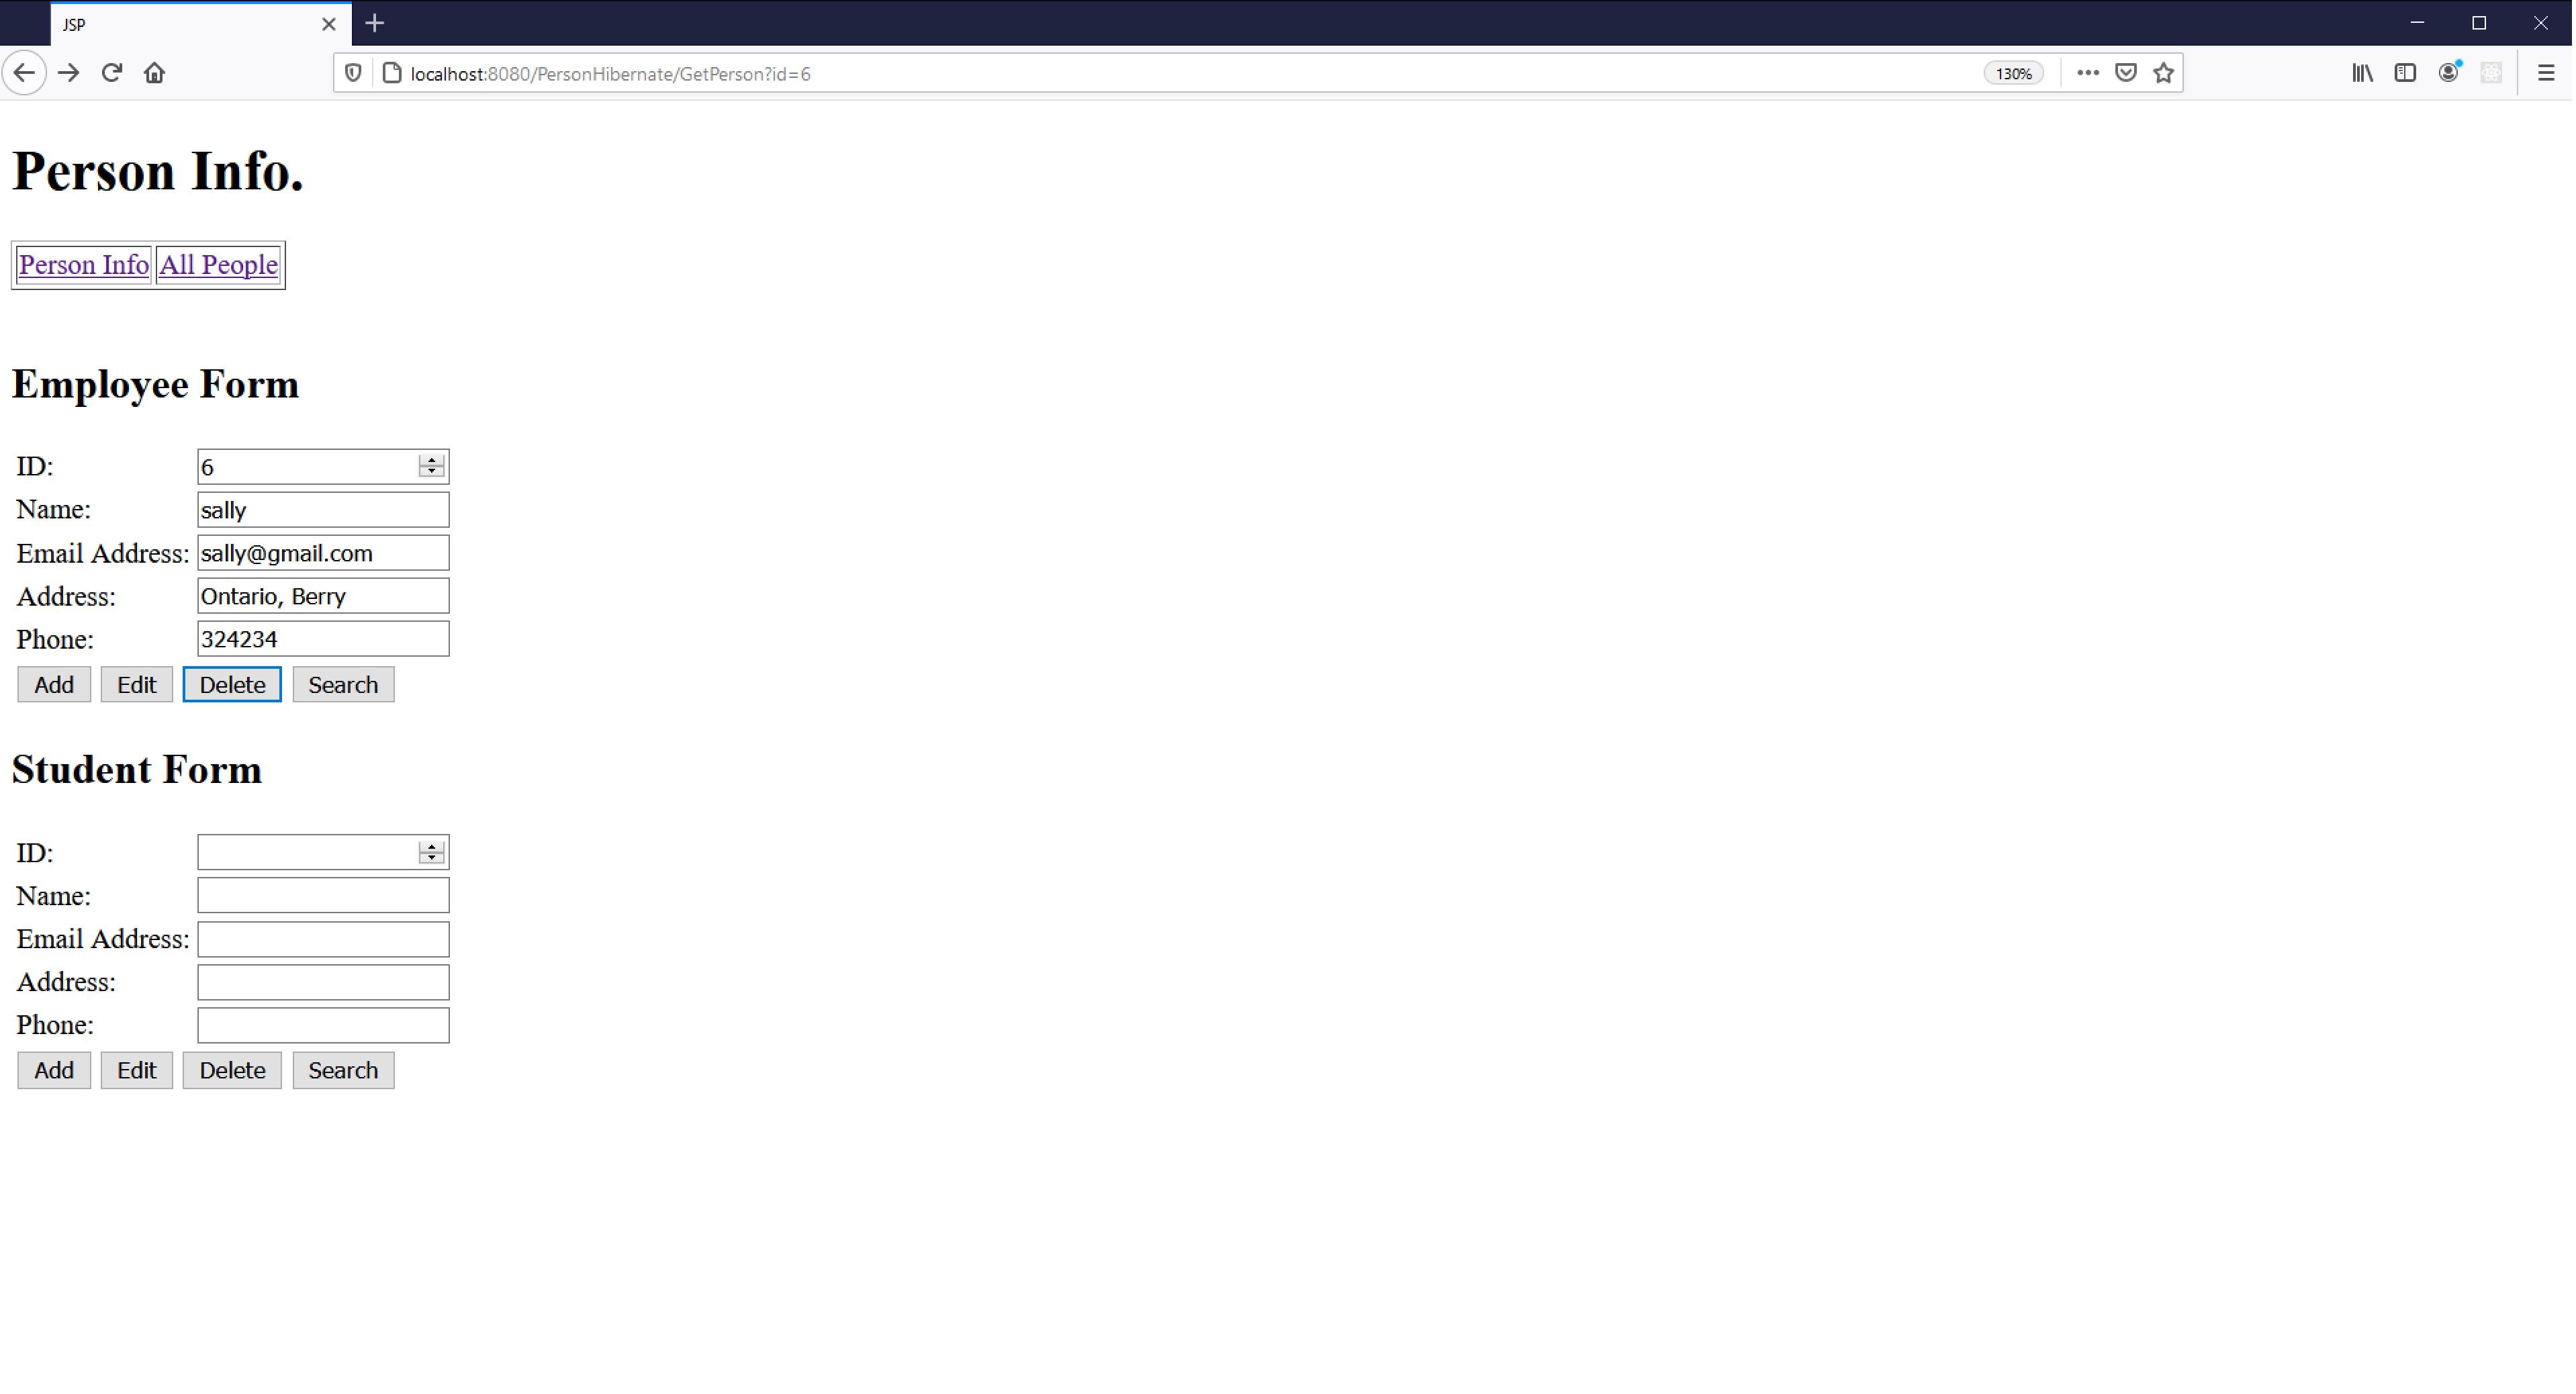 JSP
localhost:8080/PersonHibernate/GetPerson?id=6
130%
Person Info.
Person Info All People
Employee Form
ID: 6
Name: sally
Email Address: sally@gmail.com
Address: Ontario, Berry
Phone: 324234
Add Edit Delete Search
Student Form
ID:
Name:
Email Address:
Address:
Phone:
Add Edit Delete Search